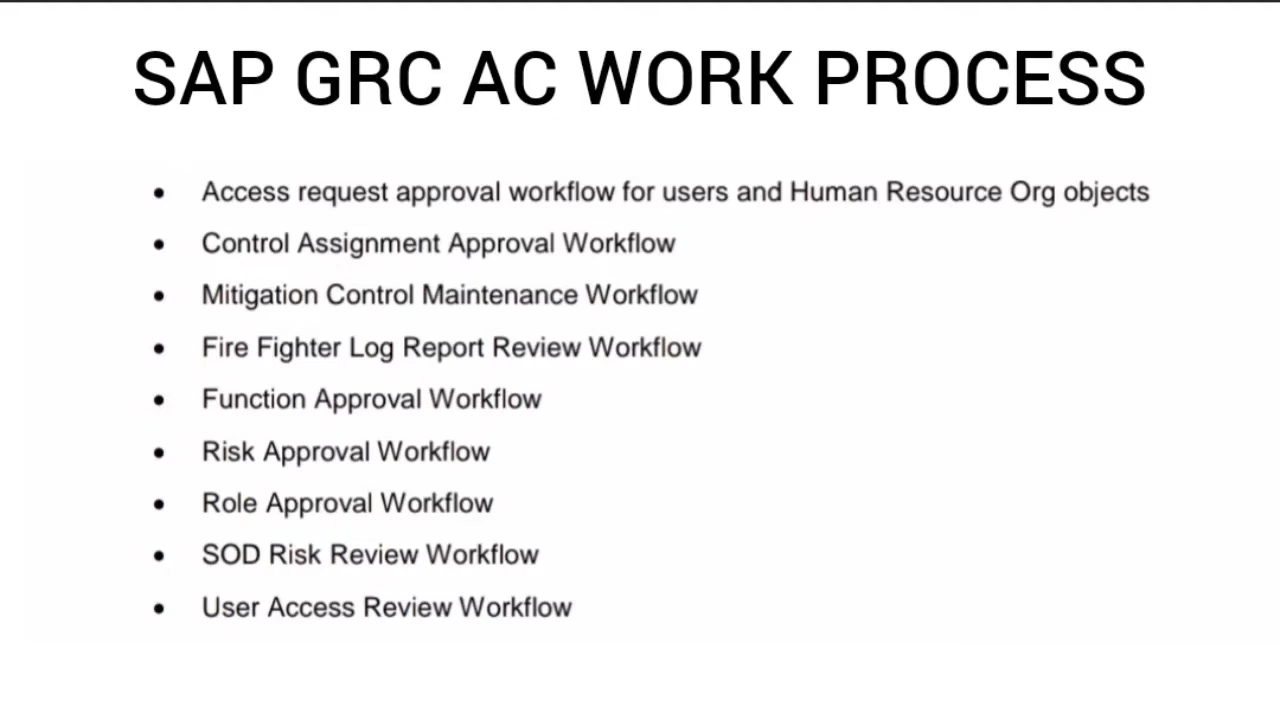 SAP GRC AC WORK PROCESS
• Access request approval workflow for users and Human Resource Org objects
• Control Assignment Approval Workflow
• Mitigation Control Maintenance Workflow
• Fire Fighter Log Report Review Workflow
• Function Approval Workflow
• Risk Approval Workflow
• Role Approval Workflow
• SOD Risk Review Workflow
• User Access Review Workflow